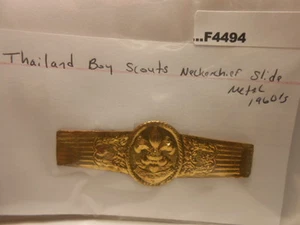 ...F4494
Thailand Boy Scouts Neckerchief Slide
Metal
1960's